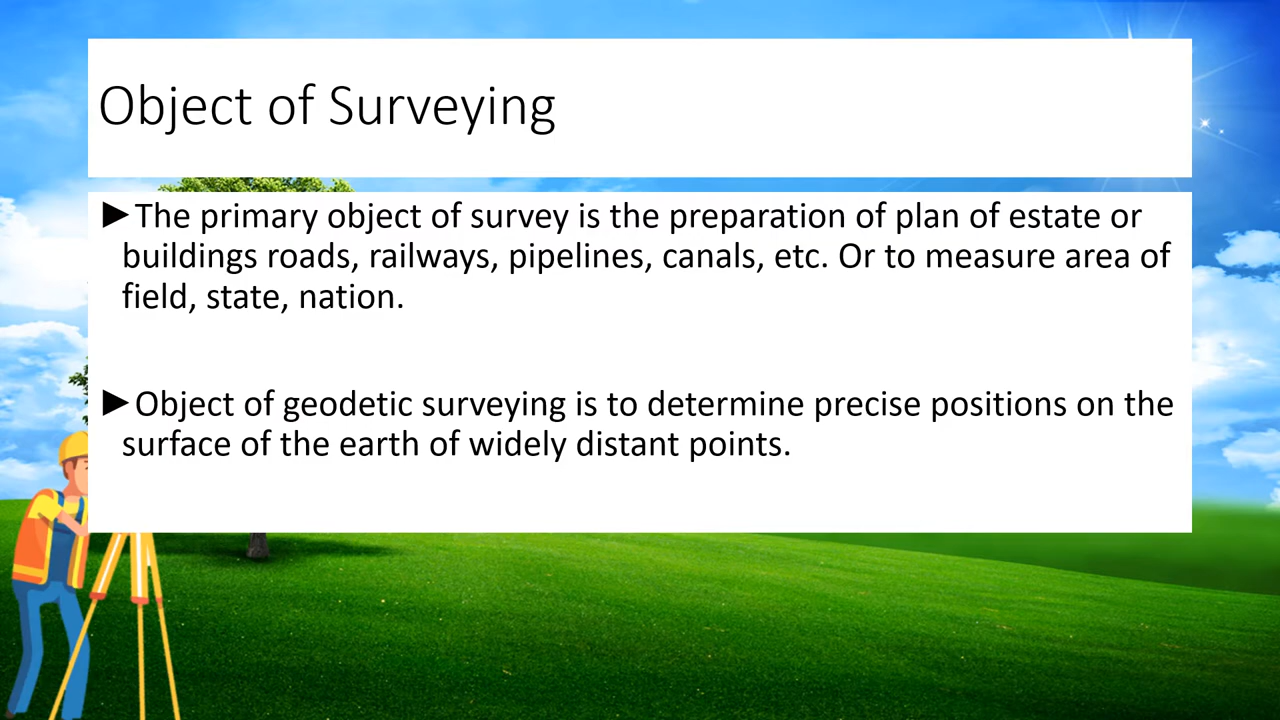 Object of Surveying
►The primary object of survey is the preparation of plan of estate or
buildings roads, railways, pipelines, canals, etc. Or to measure area of
field, state, nation.
►Object of geodetic surveying is to determine precise positions on the
surface of the earth of widely distant points.